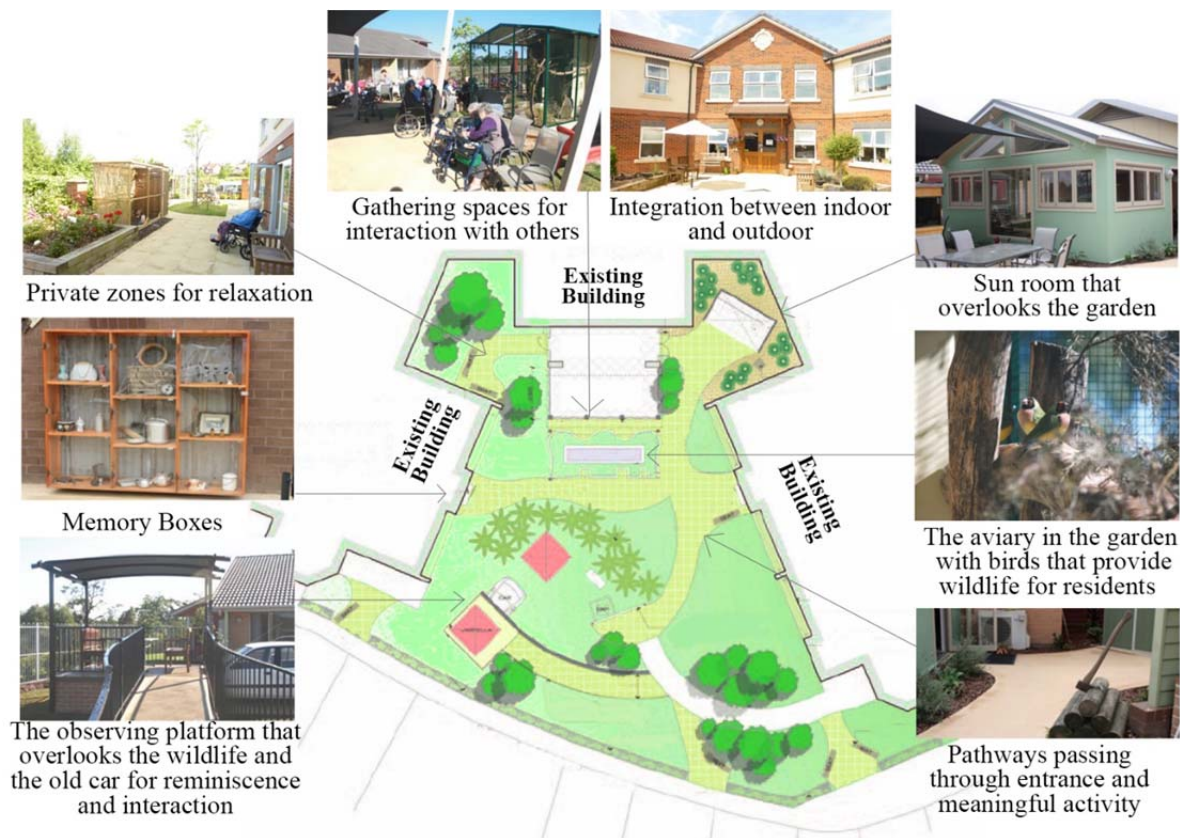 Gathering spaces for
interaction with others
Integration between indoor
and outdoor
Private zones for relaxation
Existing
Building
Sun room that
overlooks the garden
Existing
Building
Existing
Building
Memory Boxes
The aviary in the garden
with birds that provide
wildlife for residents
The observing platform that
overlooks the wildlife and
the old car for reminiscence
and interaction
Pathways passing
through entrance and
meaningful activity